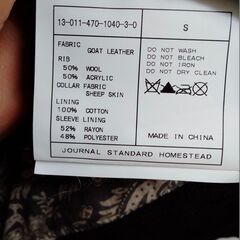 13-011-470-1040-3-0
S
FABRIC
GOAT LEATHER
RIB
50% WOOL
50% ACRYLIC
COLLAR FABRIC
SHEEP SKIN
LINING
100% COTTON
SLEEVE LINING
52% RAYON
48% POLYESTER
DO NOT WASH
DO NOT BLEACH
DO NOT IRON
DO NOT DRY CLEAN
MADE IN CHINA
JOURNAL STANDARD HOMESTEAD